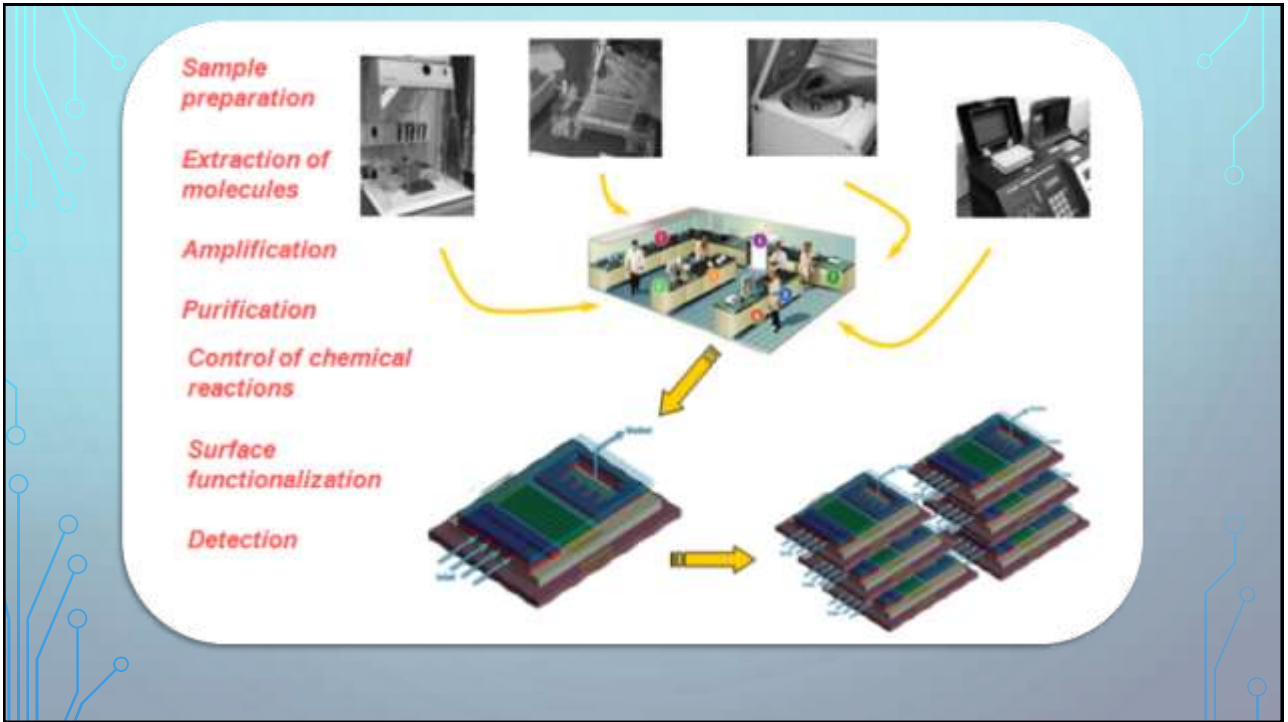 Sample
preparation
Extraction of
molecules
Amplification
Purification
Control of chemical
reactions
Surface
functionalization
Detection